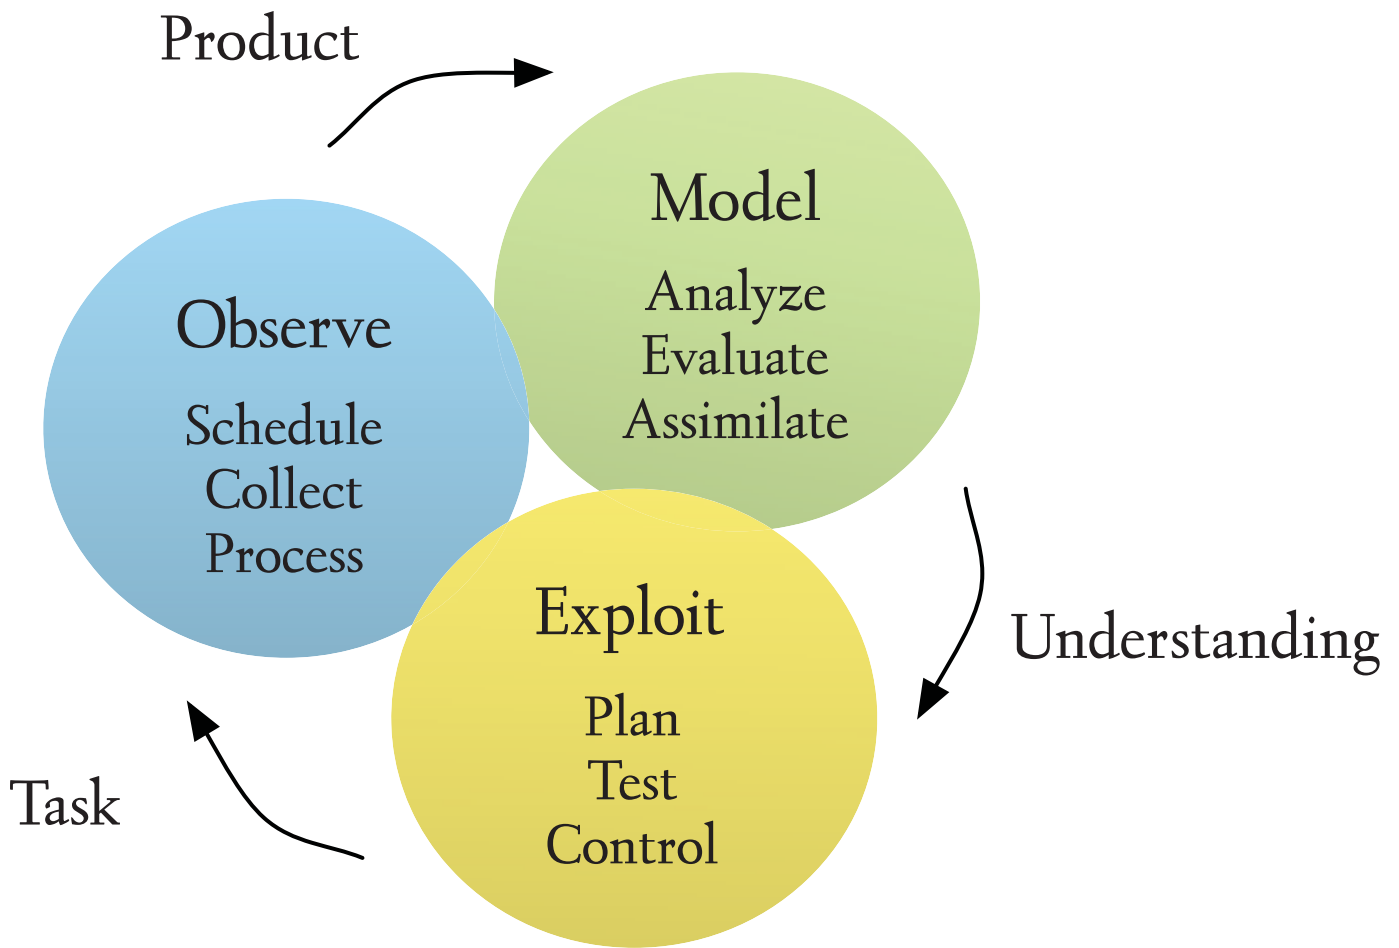 Product
Model
Analyze
Evaluate
Assimilate
Observe
Schedule
Collect
Process
Exploit
Plan
Test
Control
Understanding
Task